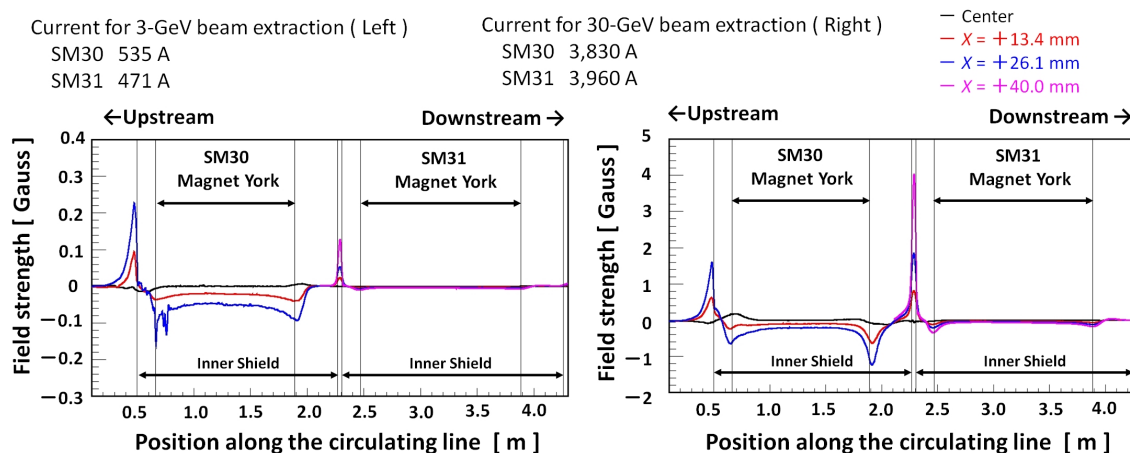 Current for 3-GeV beam extraction ( Left )
SM30 535 A
SM31 471 A
Current for 30-GeV beam extraction ( Right )
SM30 3,830 A
SM31 3,960 A
— Center
— X = +13.4 mm
— X = +26.1 mm
— X = +40.0 mm
←Upstream
Downstream →
Field strength [ Gauss]
0.4
0.3
0.2
0.1
0
−0.1
−0.2
−0.3
SM30
Magnet York
SM31
Magnet York
Inner Shield
Inner Shield
0.5 1.0 1.5 2.0 2.5 3.0 3.5 4.0
Position along the circulating line [ m]
←Upstream
Downstream →
Field strength [ Gauss]
5
4
3
2
1
0
−1
−2
SM30
Magnet York
SM31
Magnet York
Inner Shield
Inner Shield
0.5 1.0 1.5 2.0 2.5 3.0 3.5 4.0
Position along the circulating line [ m]